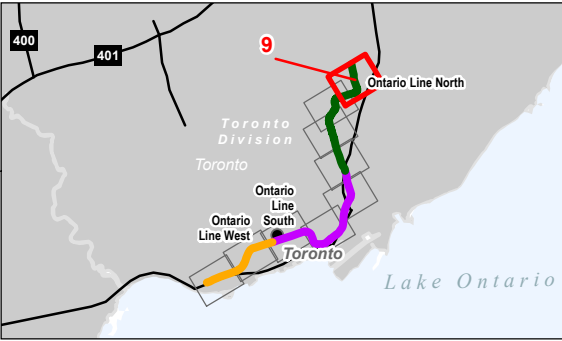 400
401
9
Ontario Line North
Toronto
Division
Toronto
Ontario
Line
South
Ontario
Line West
Toronto
Lake Ontario